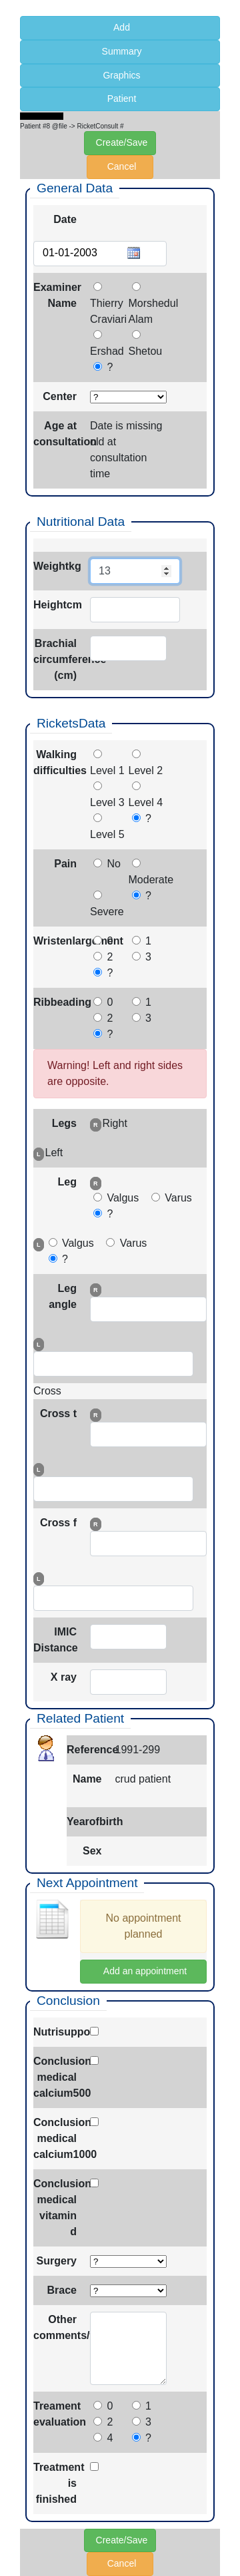 Add
Summary
Graphics
Patient
Patient #8 @file -> RicketConsult #
Create/Save
Cancel
General Data
Date
01-01-2003
Examiner
Name
Thierry Morshedul
Craviari Alam
Ershad Shetou
?
Center ?
Age at Date is missing
consultation old at
consultation
time
Nutritional Data
Weightkg 13
Heightcm
Brachial
circumference
(cm)
RicketsData
Walking
difficulties Level 1 Level 2
Level 3 Level 4
Level 5 ?
Pain No
Moderate
Severe ?
Wristenlargement 0 1
2 3
?
Ribbeading 0 1
2 3
?
Warning! Left and right sides
are opposite.
Legs R Right
L Left
Leg R
Valgus Varus
?
L Valgus Varus
?
Leg R
angle
L
Cross
Cross t R
L
Cross f R
L
IMIC
Distance
X ray
Related Patient
Reference 1991-299
Name crud patient
Yearofbirth
Sex
Next Appointment
No appointment
planned
Add an appointment
Conclusion
Nutrisuppo
Conclusion
medical
calcium500
Conclusion
medical
calcium1000
Conclusion
medical
vitamin
d
Surgery ?
Brace ?
Other
comments/
Treament 0 1
evaluation 2 3
4 ?
Treatment
is
finished
Create/Save
Cancel